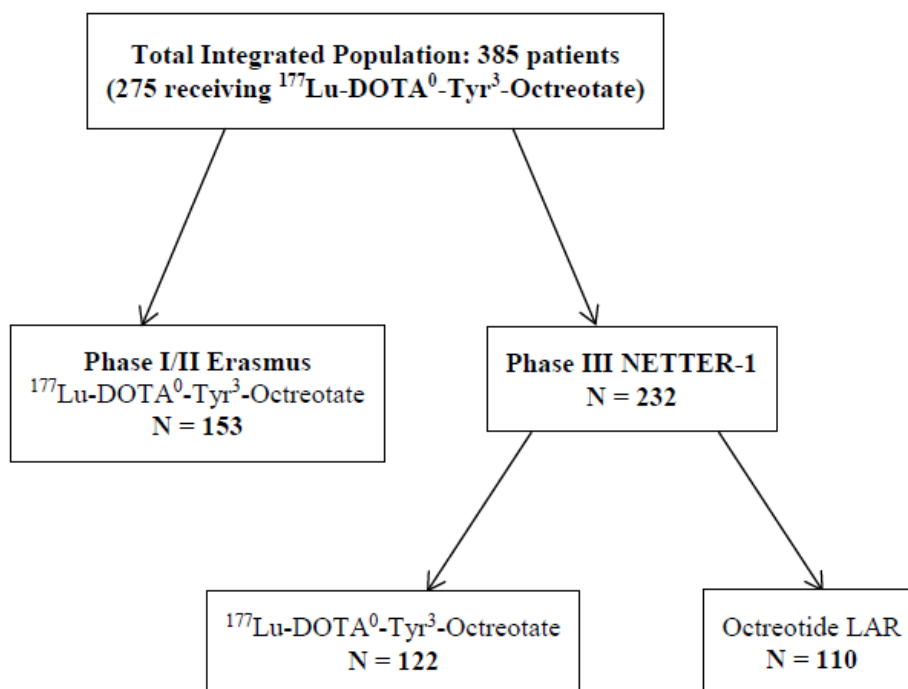 Total Integrated Population: 385 patients
(275 receiving ¹⁷⁷Lu-DOTA⁰-Tyr³-Octreotate)
Phase I/II Erasmus
¹⁷⁷Lu-DOTA⁰-Tyr³-Octreotate
N = 153
Phase III NETTER-1
N = 232
¹⁷⁷Lu-DOTA⁰-Tyr³-Octreotate
N = 122
Octreotide LAR
N = 110